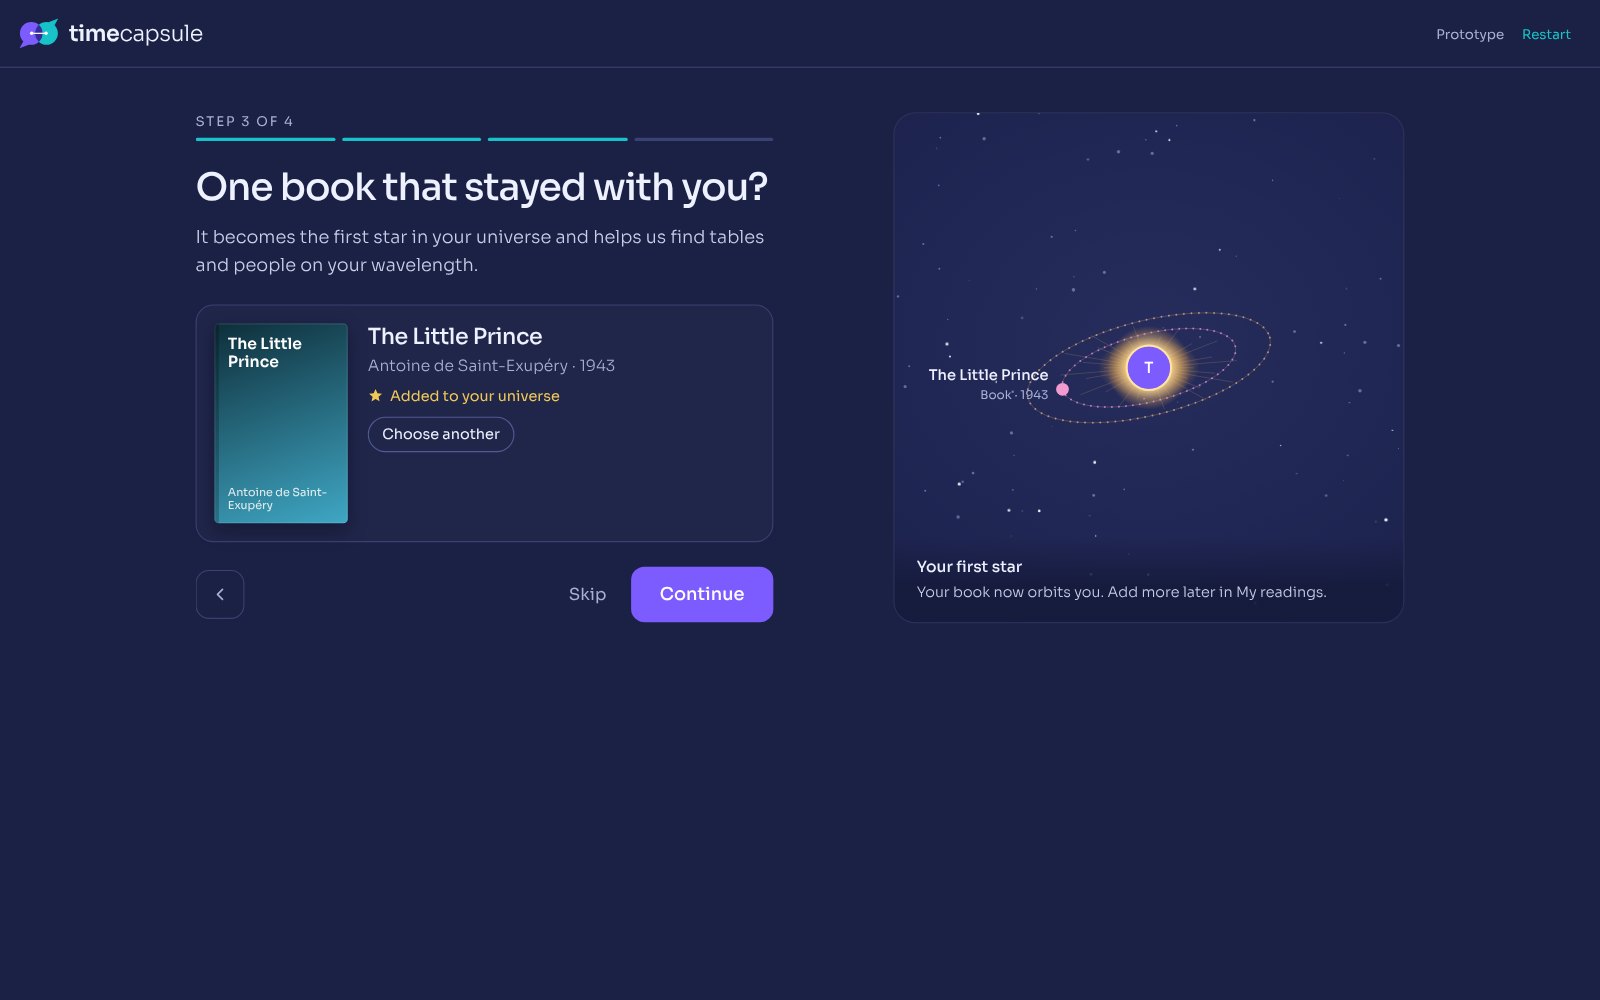 timecapsule
Prototype
Restart
STEP 3 OF 4
One book that stayed with you?
It becomes the first star in your universe and helps us find tables
and people on your wavelength.
The Little
Prince
Antoine de Saint-
Exupéry
The Little Prince
Antoine de Saint-Exupéry · 1943
Added to your universe
Choose another
Skip
Continue
T
The Little Prince
Book · 1943
Your first star
Your book now orbits you. Add more later in My readings.